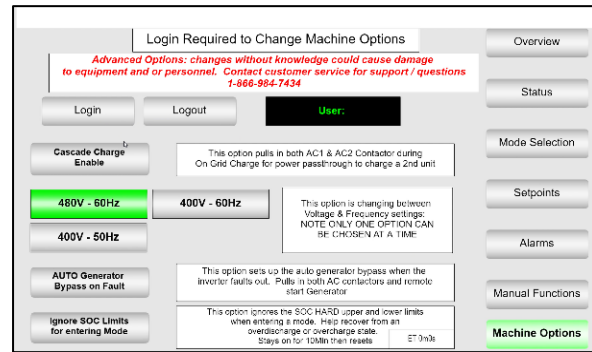 Login Required to Change Machine Options
Overview
Advanced Options: changes without knowledge could cause damage
to equipment and or personnel. Contact customer service for support / questions
1-866-984-7434
Status
Login
Logout
User:
Cascade Charge
Enable
This option pulls in both AC1 & AC2 Contactor during
On Grid Charge for power passthrough to charge a 2nd unit
Mode Selection
480V - 60Hz
400V - 60Hz
400V - 50Hz
This option is changing between
Voltage & Frequency settings:
NOTE ONLY ONE OPTION CAN
BE CHOSEN AT A TIME
Setpoints
Alarms
AUTO Generator
Bypass on Fault
This option sets up the auto generator bypass when the
inverter faults out. Pulls in both AC contactors and remote
start Generator
Manual Functions
Ignore SOC Limits
for entering Mode
This option ignores the SOC HARD upper and lower limits
when entering a mode. Help recover from an
overdischarge or overcharge state.
Stays on for 10Min then resets
ET 0m0s
Machine Options